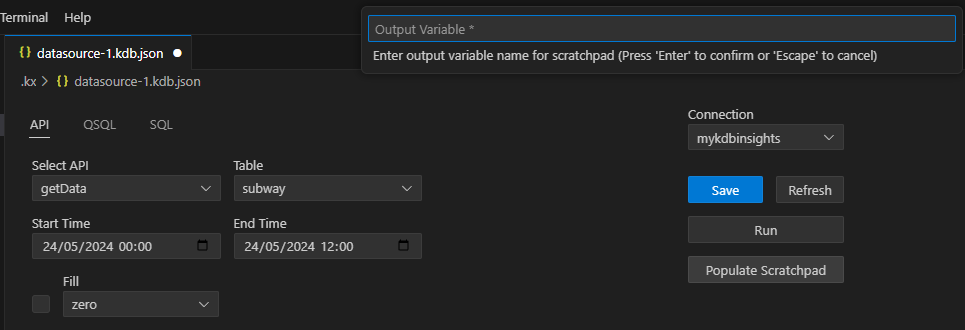 Terminal Help
Output Variable *
Enter output variable name for scratchpad (Press 'Enter' to confirm or 'Escape' to cancel)
{} datasource-1.kdb.json
.kx > {} datasource-1.kdb.json
API QSQL SQL
Connection
mykdbinsights
Select API Table
getData subway
Save Refresh
Start Time End Time
24/05/2024 00:00 24/05/2024 12:00
Run
Populate Scratchpad
Fill
zero